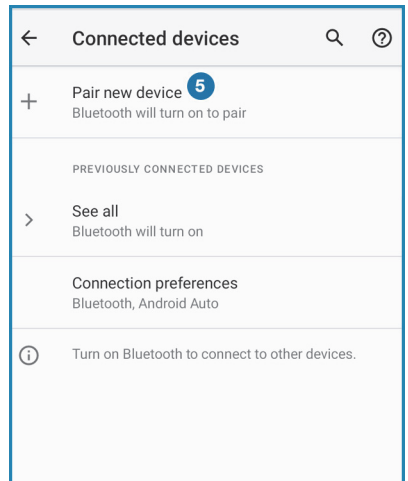 Connected devices
Pair new device 5
Bluetooth will turn on to pair
PREVIOUSLY CONNECTED DEVICES
See all
Bluetooth will turn on
Connection preferences
Bluetooth, Android Auto
Turn on Bluetooth to connect to other devices.